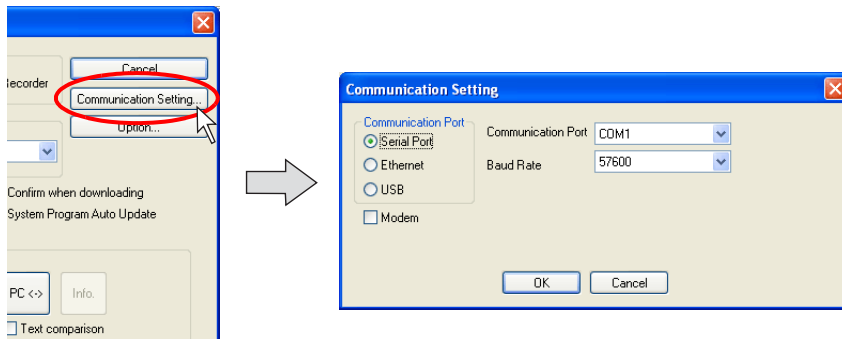 Cancel
Recorder
Communication Setting...
Option...
Confirm when downloading
System Program Auto Update
PC <->
Info.
Text comparison
Communication Setting
Communication Port
Serial Port
Ethernet
USB
Modem
Communication Port COM1
Baud Rate 57600
OK Cancel